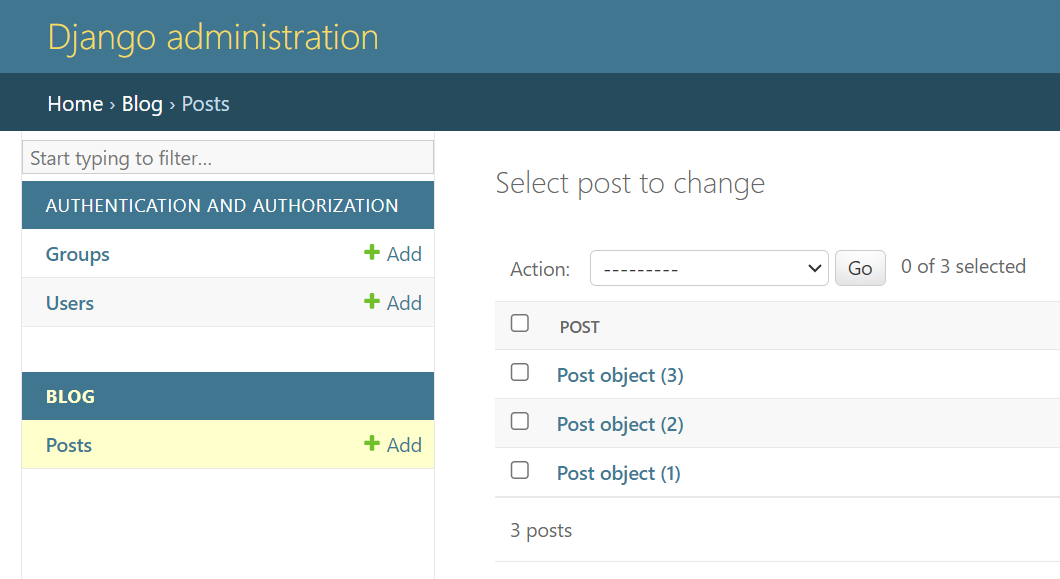 Django administration
Home › Blog › Posts
Start typing to filter...
AUTHENTICATION AND AUTHORIZATION
Groups + Add
Users + Add
BLOG
Posts + Add
Select post to change
Action: --------- Go 0 of 3 selected
POST
Post object (3)
Post object (2)
Post object (1)
3 posts